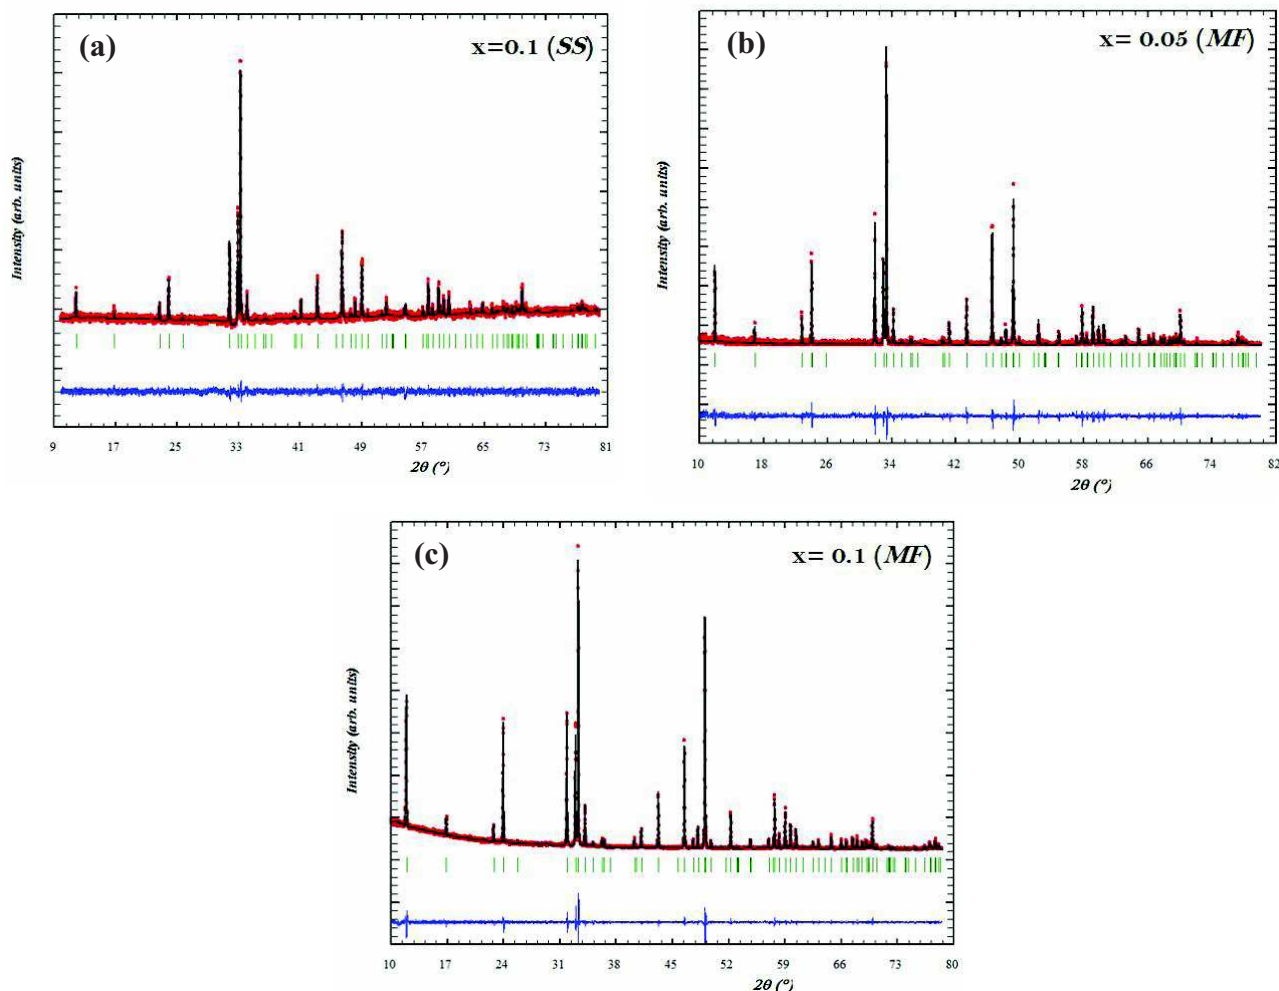 (a)
x=0.1 (SS)
Intensity (arb. units)
9 17 25 33 41 49 57 65 73 81
2θ (°)
(b)
x= 0.05 (MF)
Intensity (arb. units)
10 18 26 34 42 50 58 66 74 82
2θ (°)
(c)
x= 0.1 (MF)
Intensity (arb. units)
10 17 24 31 38 45 52 59 66 73 80
2θ (°)